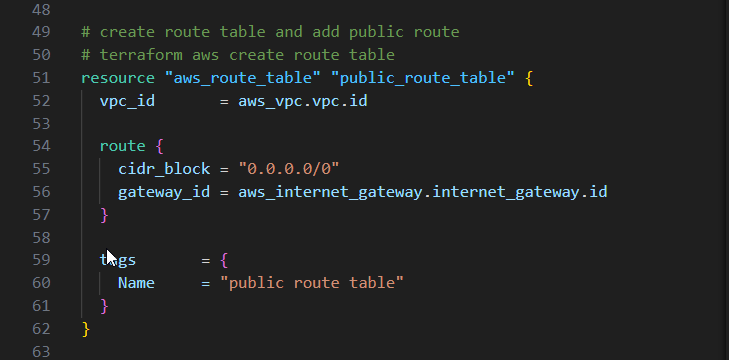 48
49 # create route table and add public route
50 # terraform aws create route table
51 resource "aws_route_table" "public_route_table" {
52   vpc_id       = aws_vpc.vpc.id
53
54   route {
55     cidr_block = "0.0.0.0/0"
56     gateway_id = aws_internet_gateway.internet_gateway.id
57   }
58
59   tags       = {
60     Name     = "public route table"
61   }
62 }
63